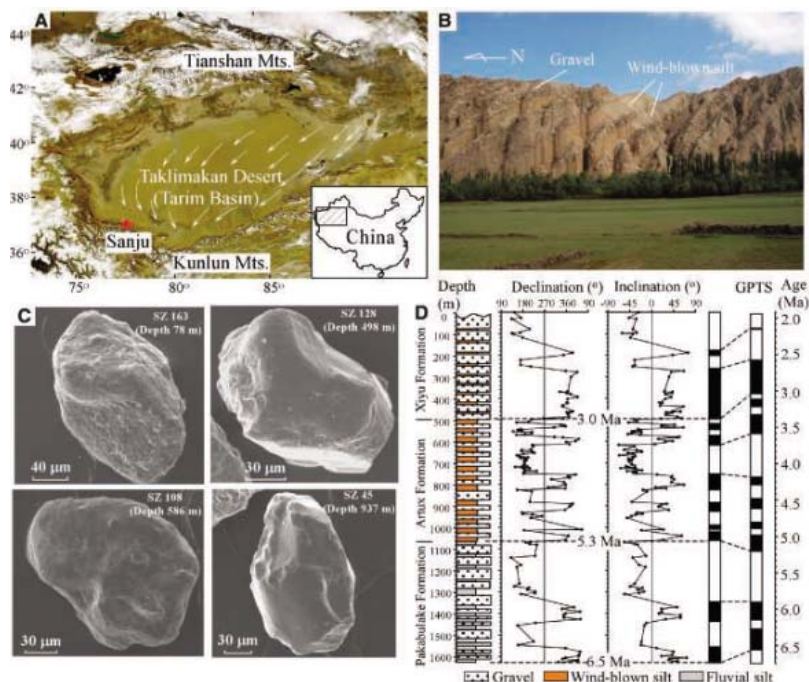 A
44°
42°
40°
38°
36°
75°
80°
85°
Tianshan Mts.
Taklimakan Desert
(Tarim Basin)
Sanju
Kunlun Mts.
China
B
N
Gravel
Wind-blown silt
C
SZ 163
(Depth 78 m)
40 μm
SZ 128
(Depth 498 m)
30 μm
SZ 108
(Depth 586 m)
30 μm
SZ 45
(Depth 937 m)
30 μm
D
Depth
(m)
Declination (°)
90 180 270 360 90
Inclination (°)
-90 -45 0 45 90
GPTS
Age
(Ma)
0
100
200
300
400
500
600
700
800
900
1000
1100
1200
1300
1400
1500
1600
Xiyu Formation
Artux Formation
Pakabulake Formation
3.0 Ma
5.3 Ma
6.5 Ma
2.0
2.5
3.0
3.5
4.0
4.5
5.0
5.5
6.0
6.5
Gravel
Wind-blown silt
Fluvial silt